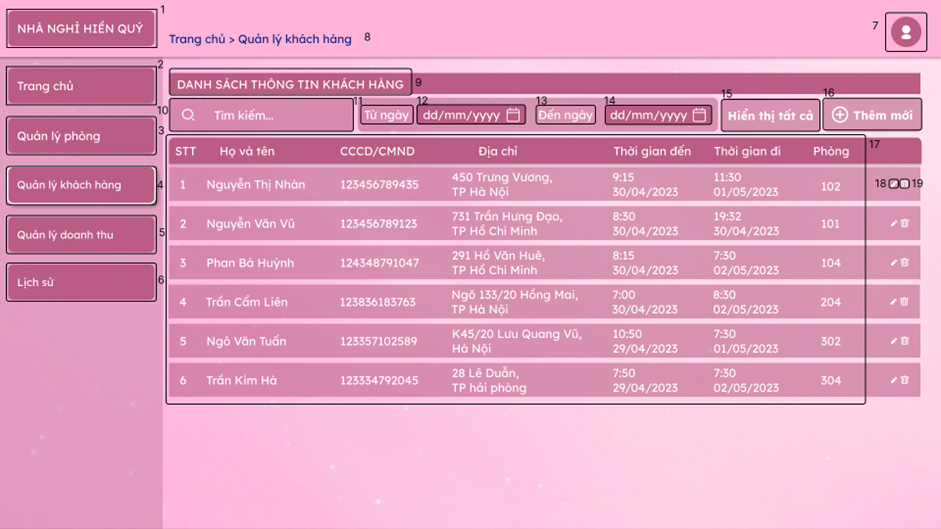 NHÀ NGHỈ HIỂN QUÝ 1
Trang chủ > Quản lý khách hàng 8
7
2
Trang chủ
3
Quản lý phòng
4
Quản lý khách hàng
5
Quản lý doanh thu
6
Lịch sử
DANH SÁCH THÔNG TIN KHÁCH HÀNG 9
10 Tìm kiếm...
11 Từ ngày
12 dd/mm/yyyy
13 Đến ngày
14 dd/mm/yyyy
15 Hiển thị tất cả
16 Thêm mới
17
STT Họ và tên CCCD/CMND Địa chỉ Thời gian đến Thời gian đi Phòng
1 Nguyễn Thị Nhàn 123456789435 450 Trưng Vương, 9:15 11:30 102 18 19
TP Hà Nội 30/04/2023 01/05/2023
2 Nguyễn Văn Vũ 123456789123 731 Trần Hưng Đạo, 8:30 19:32 101
TP Hồ Chí Minh 30/04/2023 30/04/2023
3 Phan Bá Huỳnh 124348791047 291 Hồ Văn Huê, 8:15 7:30 104
TP Hồ Chí Minh 30/04/2023 02/05/2023
4 Trần Cẩm Liên 123836183763 Ngõ 133/20 Hồng Mai, 7:00 8:30 204
TP Hà Nội 30/04/2023 02/05/2023
5 Ngô Văn Tuấn 123357102589 K45/20 Lưu Quang Vũ, 10:50 7:30 302
Hà Nội 29/04/2023 01/05/2023
6 Trần Kim Hà 123334792045 28 Lê Duẩn, 7:50 7:30 304
TP hải phòng 29/04/2023 02/05/2023